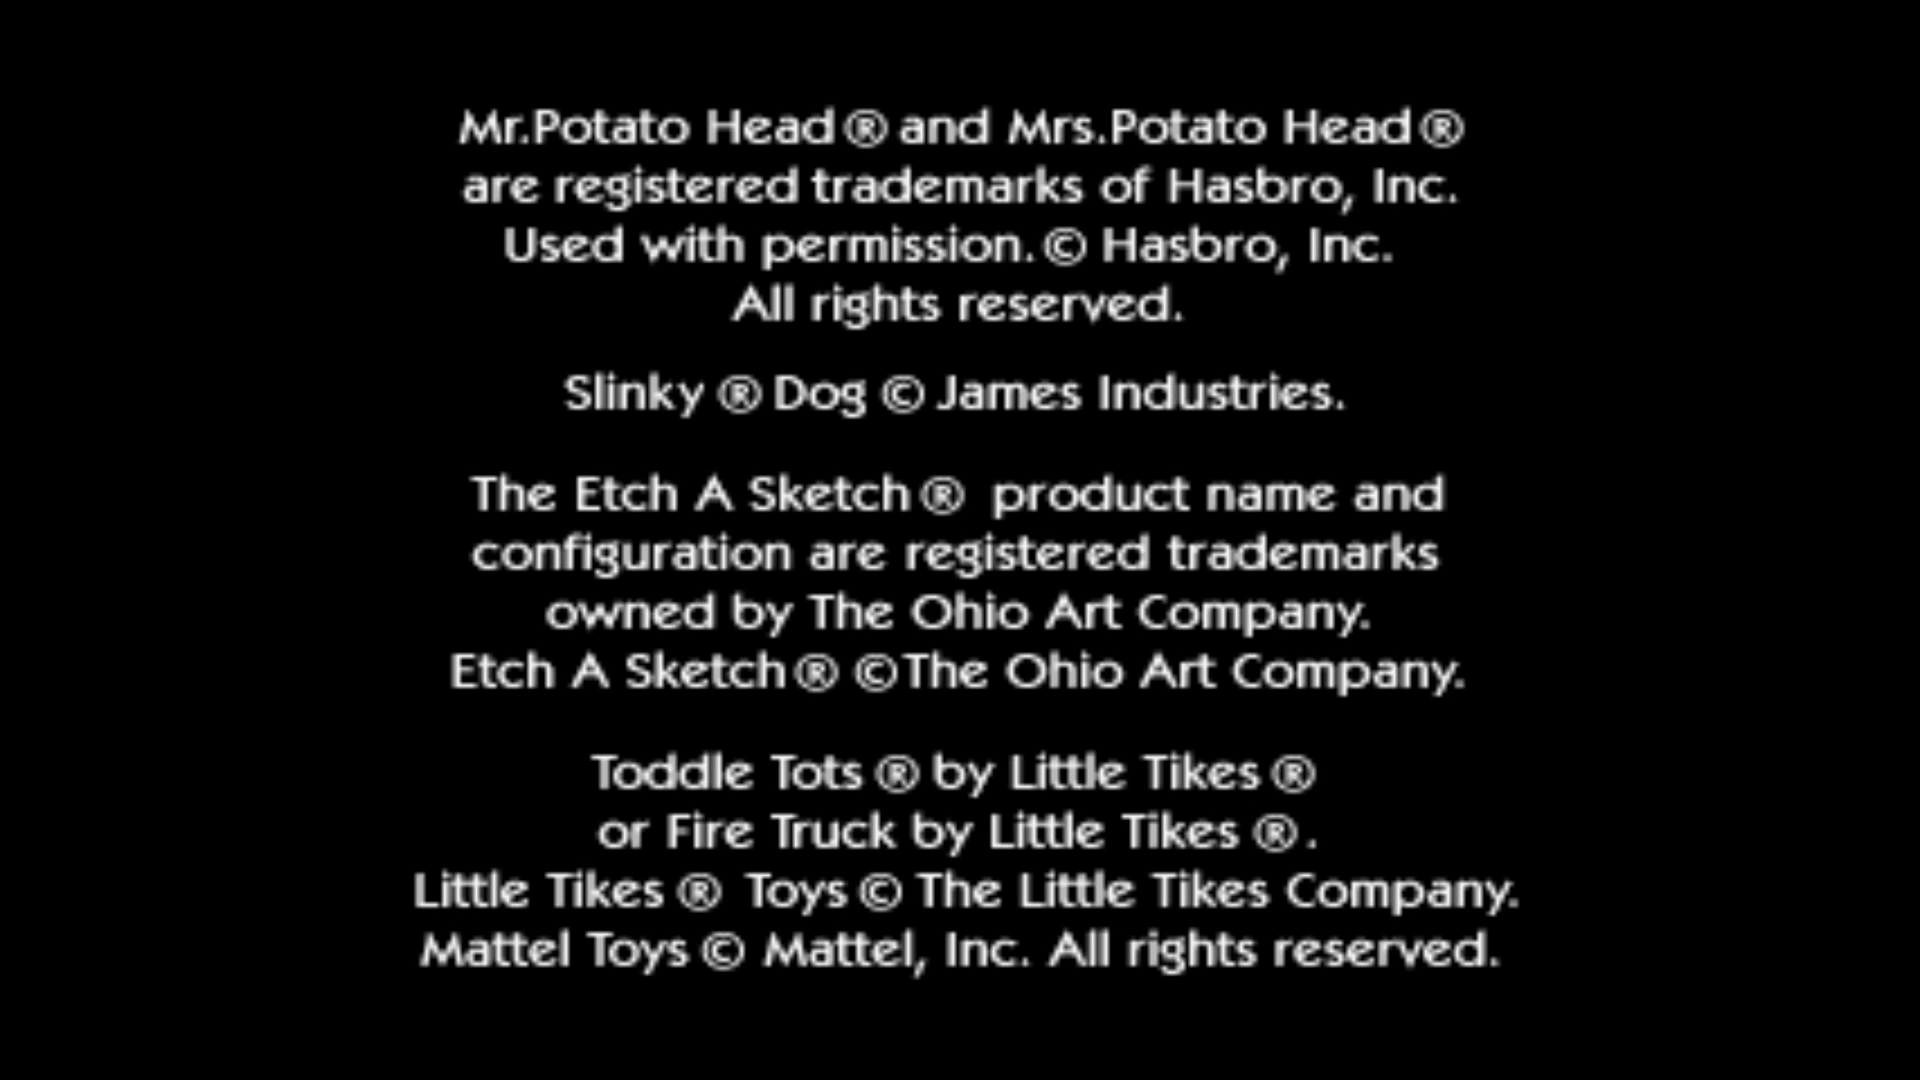 Mr.Potato Head® and Mrs.Potato Head®
are registered trademarks of Hasbro, Inc.
Used with permission. © Hasbro, Inc.
All rights reserved.
Slinky ® Dog © James Industries.
The Etch A Sketch® product name and
configuration are registered trademarks
owned by The Ohio Art Company.
Etch A Sketch® ©The Ohio Art Company.
Toddle Tots ® by Little Tikes ®
or Fire Truck by Little Tikes ®.
Little Tikes ® Toys © The Little Tikes Company.
Mattel Toys © Mattel, Inc. All rights reserved.